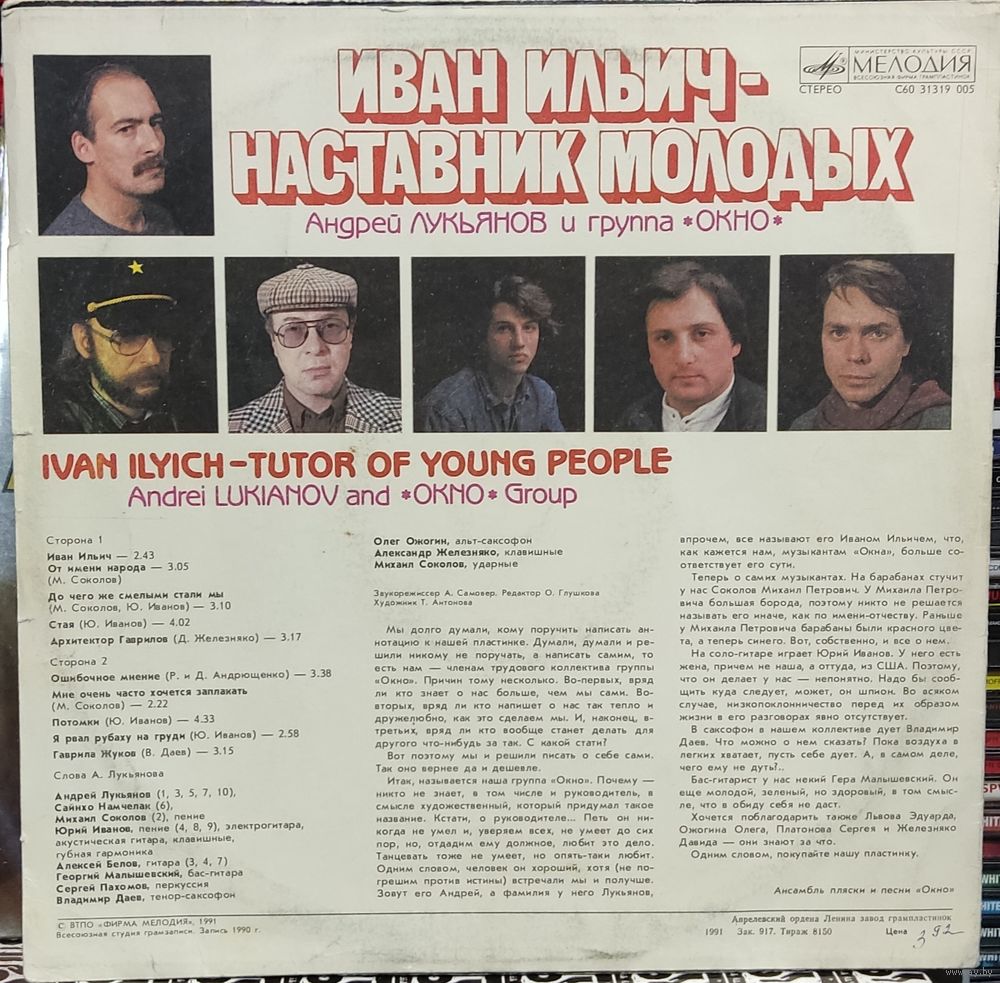 ИВАН ИЛЬИЧ -
НАСТАВНИК МОЛОДЫХ
Андрей ЛУКЬЯНОВ и группа *ОКНО*
МИНИСТЕРСТВО КУЛЬТУРЫ СССР
МЕЛОДИЯ
ВСЕСОЮЗНАЯ ФИРМА ГРАМПЛАСТИНОК
СТЕРЕО С60 31319 005
IVAN ILYICH – TUTOR OF YOUNG PEOPLE
Andrei LUKIANOV and *OKNO* Group
Сторона 1
Иван Ильич — 2.43
От имени народа — 3.05
(М. Соколов)
До чего же смелыми стали мы
(М. Соколов, Ю. Иванов) — 3.10
Стая (Ю. Иванов) — 4.02
Архитектор Гаврилов (Д. Железняко) — 3.17
Сторона 2
Ошибочное мнение (Р. и Д. Андрющенко) — 3.38
Мне очень часто хочется заплакать
(М. Соколов) — 2.22
Потомки (Ю. Иванов) — 4.33
Я рвал рубаху на груди (Ю. Иванов) — 2.58
Гаврила Жуков (В. Даев) — 3.15
Слова А. Лукьянова
Андрей Лукьянов (1, 3, 5, 7, 10),
Сайнхо Намчелак (6),
Михаил Соколов (2), пение
Юрий Иванов, пение (4, 8, 9), электрогитара,
акустическая гитара, клавишные,
губная гармоника
Алексей Белов, гитара (3, 4, 7)
Георгий Малышевский, бас-гитара
Сергей Пахомов, перкуссия
Владимир Даев, тенор-саксофон
Олег Ожогин, альт-саксофон
Александр Железняко, клавишные
Михаил Соколов, ударные
Звукорежиссер А. Самовер. Редактор О. Глушкова
Художник Т. Антонова
Мы долго думали, кому поручить написать ан-
нотацию к нашей пластинке. Думали, думали и ре-
шили никому не поручать, а написать самим, то
есть нам — членам трудового коллектива группы
«Окно». Причин тому несколько. Во-первых, вряд
ли кто знает о нас больше, чем мы сами. Во-
вторых, вряд ли кто напишет о нас так тепло и
дружелюбно, как это сделаем мы. И, наконец, в-
третьих, вряд ли кто вообще станет делать для
другого что-нибудь за так. С какой стати?
Вот поэтому мы и решили писать о себе сами.
Так оно вернее да и дешевле.
Итак, называется наша группа «Окно». Почему —
никто не знает, в том числе и руководитель, в
смысле художественный, который придумал такое
название. Кстати, о руководителе... Петь он ни-
когда не умел и, уверяем всех, не умеет до сих
пор, но, отдадим ему должное, любит это дело.
Танцевать тоже не умеет, но опять-таки любит.
Одним словом, человек он хороший, хотя (не по-
грешим против истины) встречали мы и получше.
Зовут его Андрей, а фамилия у него Лукьянов,
впрочем, все называют его Иваном Ильичем, что,
как кажется нам, музыкантам «Окна», больше со-
ответствует его сути.
Теперь о самих музыкантах. На барабанах стучит
у нас Соколов Михаил Петрович. У Михаила Петро-
вича большая борода, поэтому никто не решается
называть его иначе, как по имени-отчеству. Раньше
у Михаила Петровича барабаны были красного цве-
та, а теперь синего. Вот, собственно, и все о нем.
На соло-гитаре играет Юрий Иванов. У него есть
жена, причем не наша, а оттуда, из США. Поэтому,
что он делает у нас — непонятно. Надо бы сооб-
щить куда следует, может, он шпион. Во всяком
случае, низкопоклонничество перед их образом
жизни в его разговорах явно отсутствует.
В саксофон в нашем коллективе дует Владимир
Даев. Что можно о нем сказать? Пока воздуха в
легких хватает, пусть себе дует. А, в самом деле,
чего ему не дуть?..
Бас-гитарист у нас некий Гера Малышевский. Он
еще молодой, зеленый, но здоровый, в том смыс-
ле, что в обиду себя не даст.
Хочется поблагодарить также Львова Эдуарда,
Ожогина Олега, Платонова Сергея и Железняко
Давида — они знают за что.
Одним словом, покупайте нашу пластинку.
Ансамбль пляски и песни «Окно»
С ВТПО «ФИРМА МЕЛОДИЯ», 1991
Всесоюзная студия грамзаписи. Запись 1990 г.
Апрелевский ордена Ленина завод грампластинок
1991 Зак. 917. Тираж 8150 Цена 3 92
www.ay.by